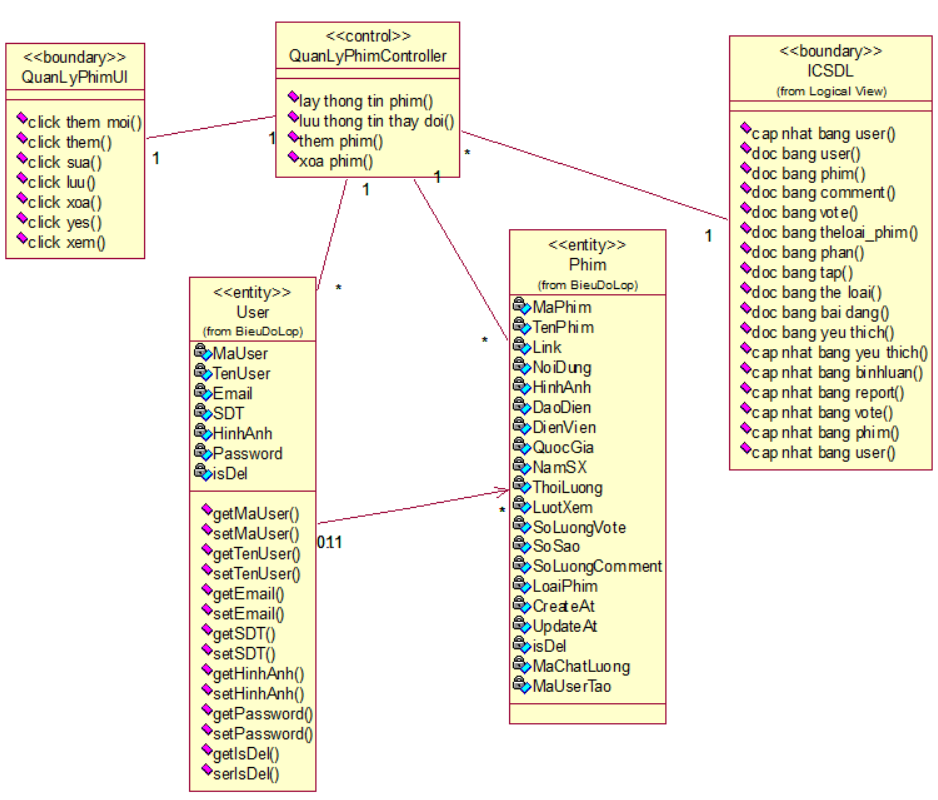 <<boundary>>
QuanLyPhimUI
click them moi()
click them()
click sua()
click luu()
click xoa()
click yes()
click xem()
1
<<control>>
QuanLyPhimController
lay thong tin phim()
luu thong tin thay doi()
them phim()
xoa phim()
1
1
1
*
<<boundary>>
ICSDL
(from Logical View)
cap nhat bang user()
doc bang user()
doc bang phim()
doc bang comment()
doc bang vote()
doc bang theloai_phim()
doc bang phan()
doc bang tap()
doc bang the loai()
doc bang bai dang()
doc bang yeu thich()
cap nhat bang yeu thich()
cap nhat bang binhluan()
cap nhat bang report()
cap nhat bang vote()
cap nhat bang phim()
cap nhat bang user()
1
<<entity>>
User
(from BieuDoLop)
MaUser
TenUser
Email
SDT
HinhAnh
Password
isDel
getMaUser()
setMaUser()
getTenUser()
setTenUser()
getEmail()
setEmail()
getSDT()
setSDT()
getHinhAnh()
setHinhAnh()
getPassword()
setPassword()
getIsDel()
serIsDel()
*
0..1
<<entity>>
Phim
(from BieuDoLop)
MaPhim
TenPhim
Link
NoiDung
HinhAnh
DaoDien
DienVien
QuocGia
NamSX
ThoiLuong
LuotXem
SoLuongVote
SoSao
SoLuongComment
LoaiPhim
CreateAt
UpdateAt
isDel
MaChatLuong
MaUserTao
*
*